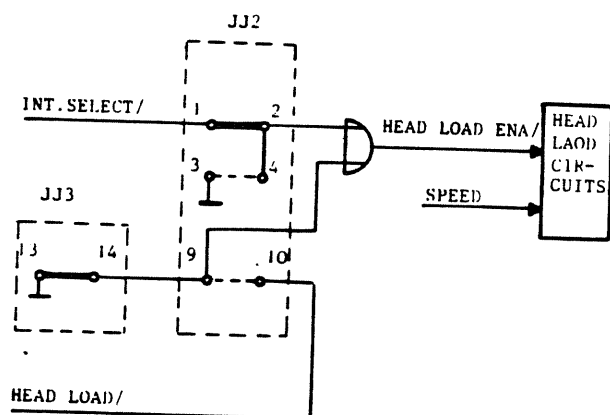 JJ2
INT.SELECT/
1 2
HEAD LOAD ENA/
HEAD
LAOD
CIR-
CUITS
3 4
JJ3
SPEED
13 14
9 10
HEAD LOAD/